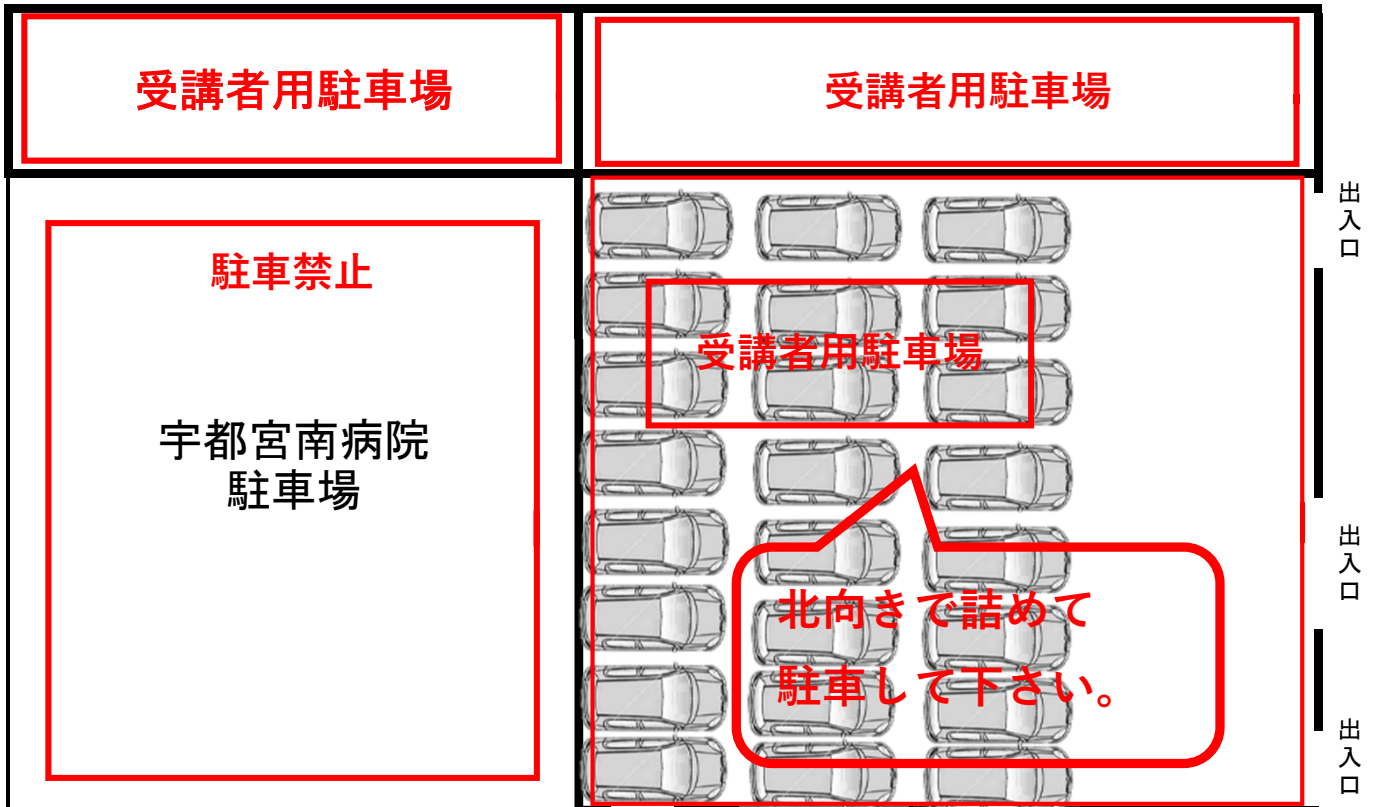 受講者用駐車場
受講者用駐車場
駐車禁止
宇都宮南病院
駐車場
受講者用駐車場
北向きで詰めて
駐車して下さい。
出入口
出入口
出入口